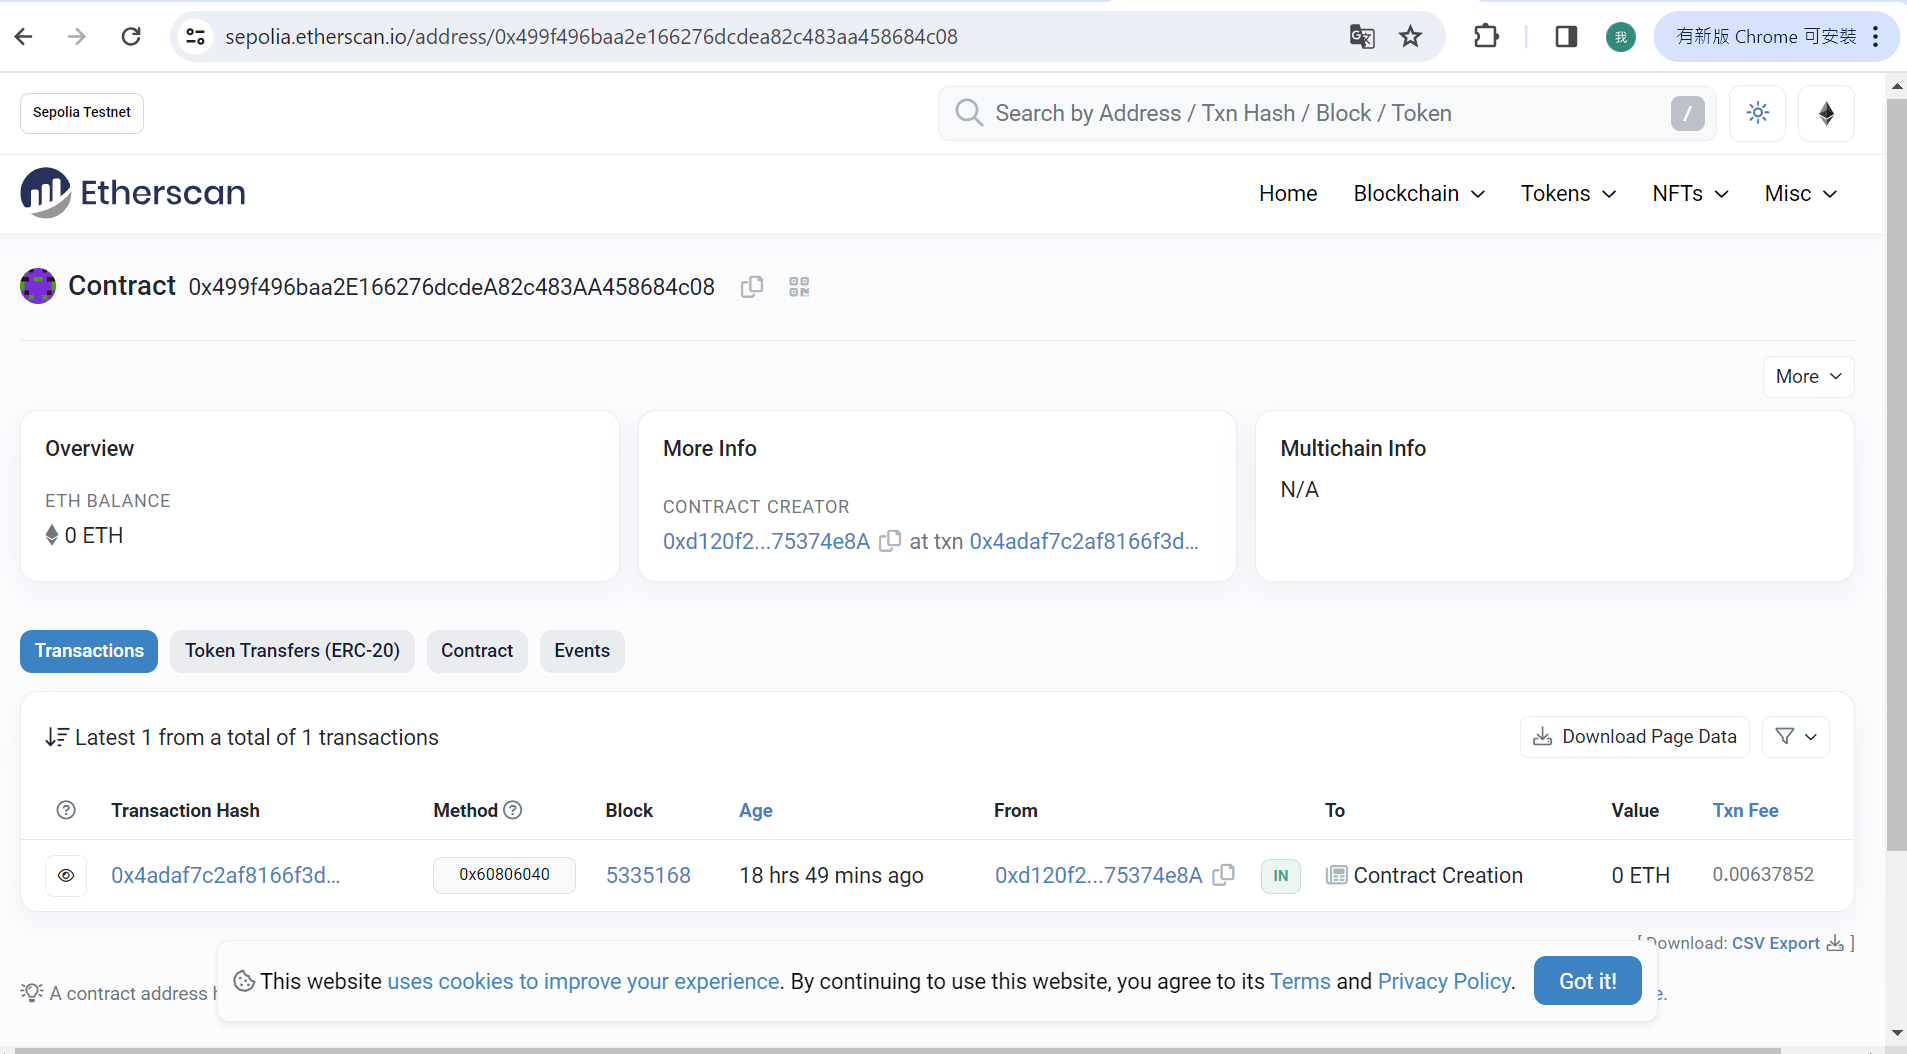 sepolia.etherscan.io/address/0x499f496baa2e166276dcdea82c483aa458684c08
我
有新版 Chrome 可安裝
Sepolia Testnet
Search by Address / Txn Hash / Block / Token
/
Etherscan
Home Blockchain Tokens NFTs Misc
Contract 0x499f496baa2E166276dcdeA82c483AA458684c08
More
Overview
ETH BALANCE
0 ETH
More Info
CONTRACT CREATOR
0xd120f2...75374e8A at txn 0x4adaf7c2af8166f3d...
Multichain Info
N/A
Transactions Token Transfers (ERC-20) Contract Events
Latest 1 from a total of 1 transactions
Download Page Data
Transaction Hash Method Block Age From To Value Txn Fee
0x4adaf7c2af8166f3d... 0x60806040 5335168 18 hrs 49 mins ago 0xd120f2...75374e8A IN Contract Creation 0 ETH 0.00637852
[ Download: CSV Export ]
A contract address
This website uses cookies to improve your experience. By continuing to use this website, you agree to its Terms and Privacy Policy.
Got it!